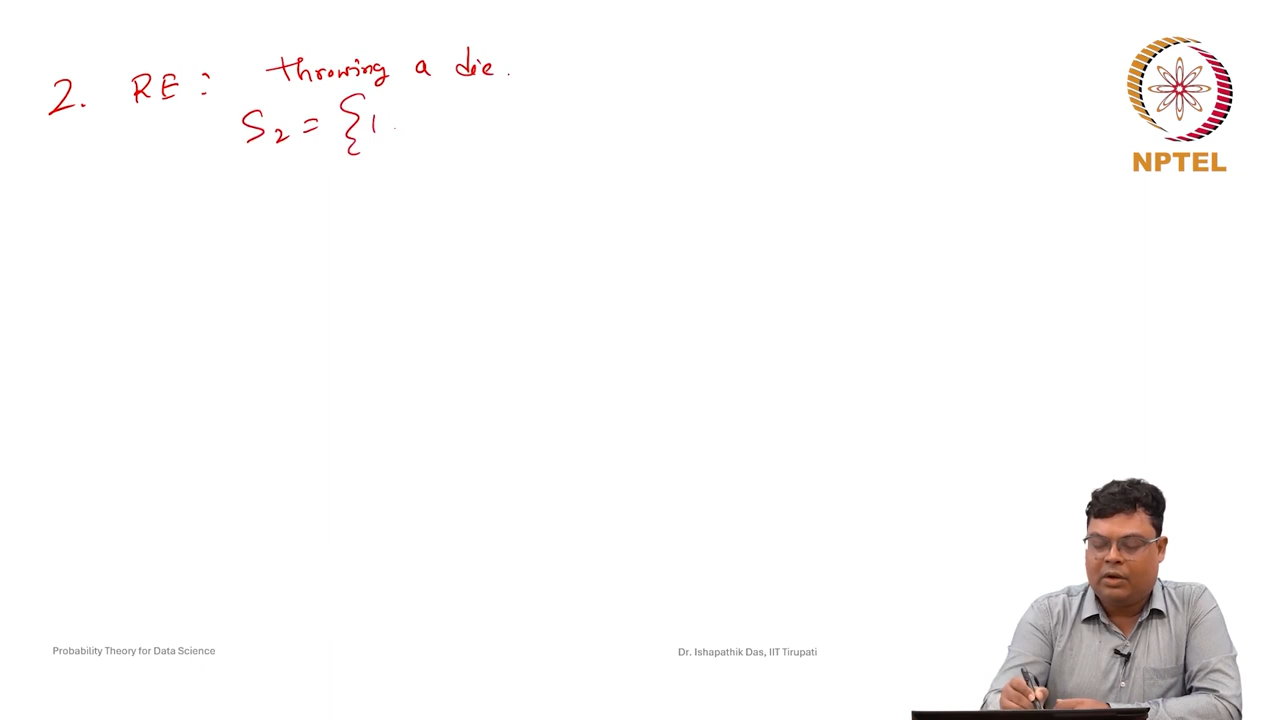 2. RE: throwing a die.
S₂ = {1
NPTEL
Probability Theory for Data Science
Dr. Ishapathik Das, IIT Tirupati